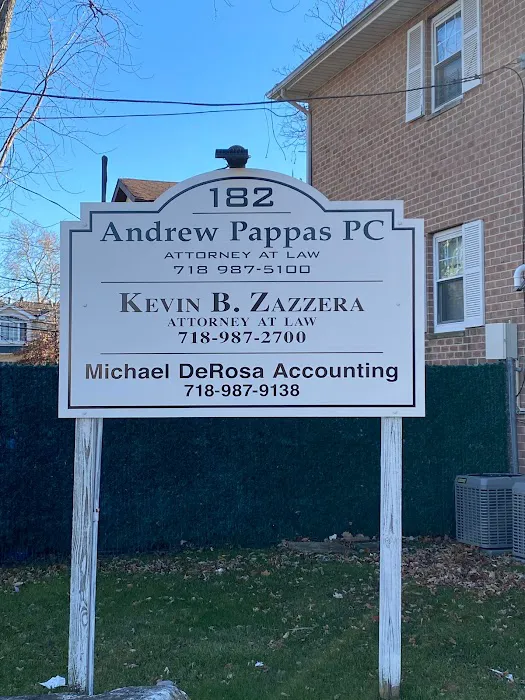 182
Andrew Pappas PC
ATTORNEY AT LAW
718 987-5100
KEVIN B. ZAZZERA
ATTORNEY AT LAW
718-987-2700
Michael DeRosa Accounting
718-987-9138